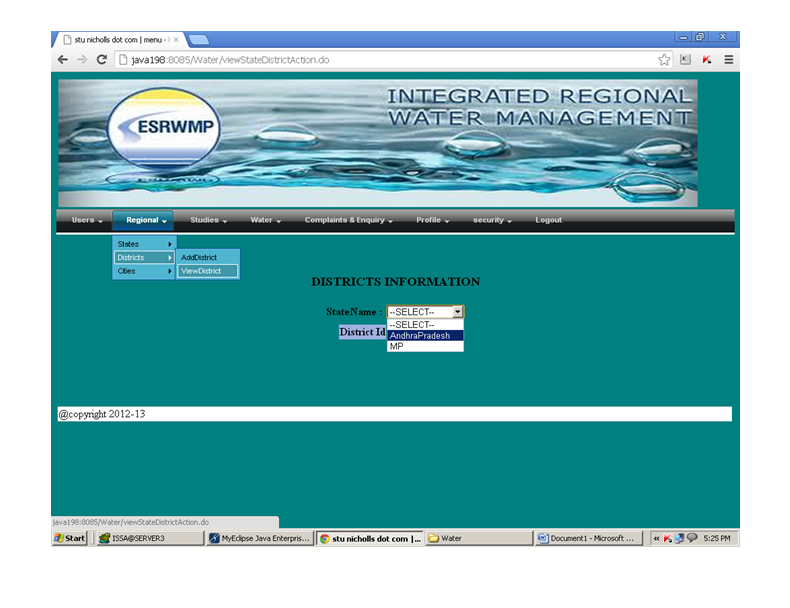 stu nicholls dot com | menu - 
java198:8085/Water/viewStateDistrictAction.do
INTEGRATED REGIONAL
WATER MANAGEMENT
ESRWMP
Users Regional Studies Water Complaints & Enquiry Profile security Logout
States
Districts AddDistrict
Cities ViewDistrict
DISTRICTS INFORMATION
StateName : --SELECT--
--SELECT--
District Id AndhraPradesh
MP
@copyright 2012-13
java198:8085/Water/viewStateDistrictAction.do
Start ISSA@SERVER3 MyEclipse Java Enterpris... stu nicholls dot com |... Water Document1 - Microsoft ... « 5:25 PM